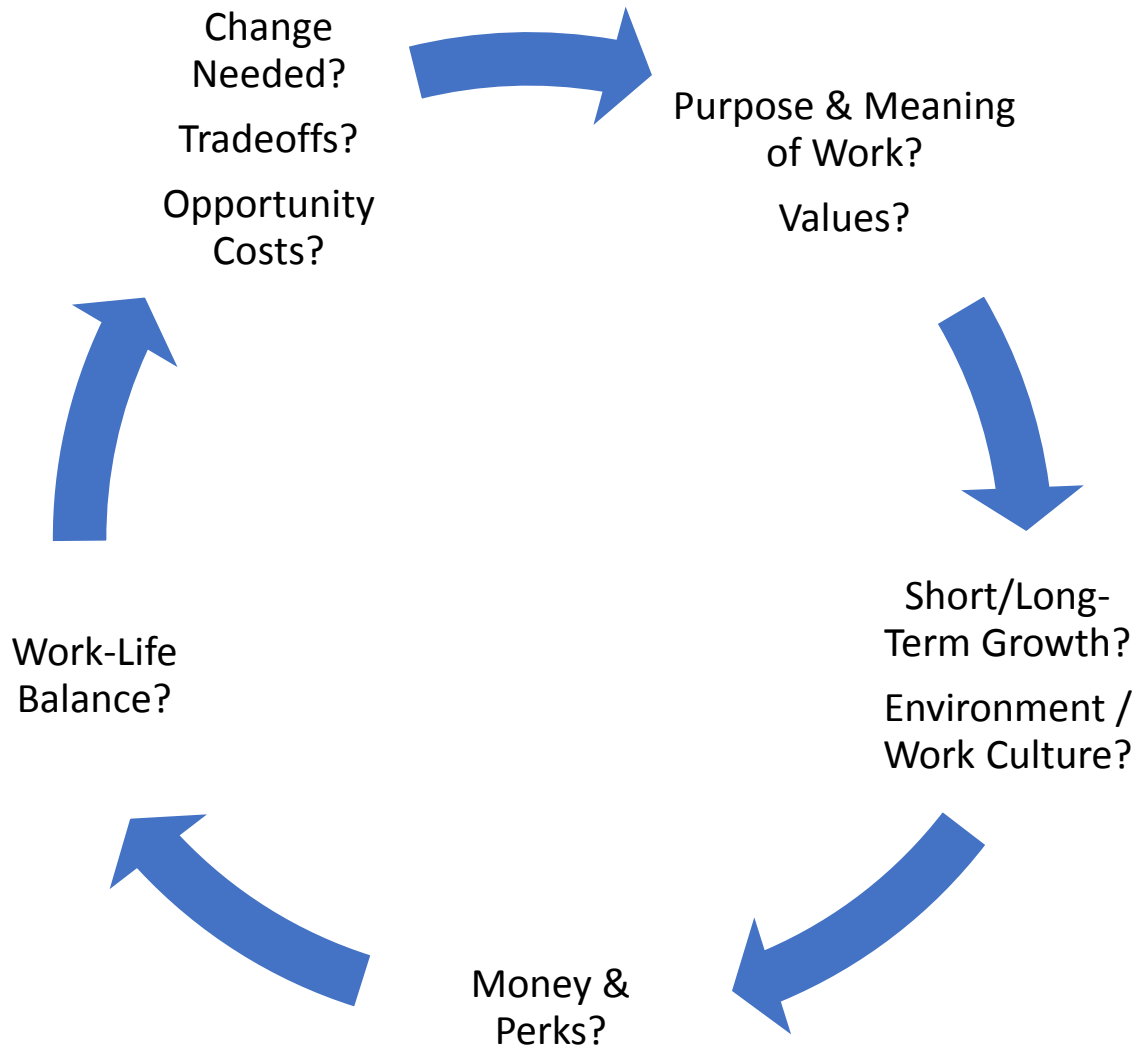 Change
Needed?
Tradeoffs?
Opportunity
Costs?
Purpose & Meaning
of Work?
Values?
Short/Long-
Term Growth?
Environment /
Work Culture?
Money &
Perks?
Work-Life
Balance?